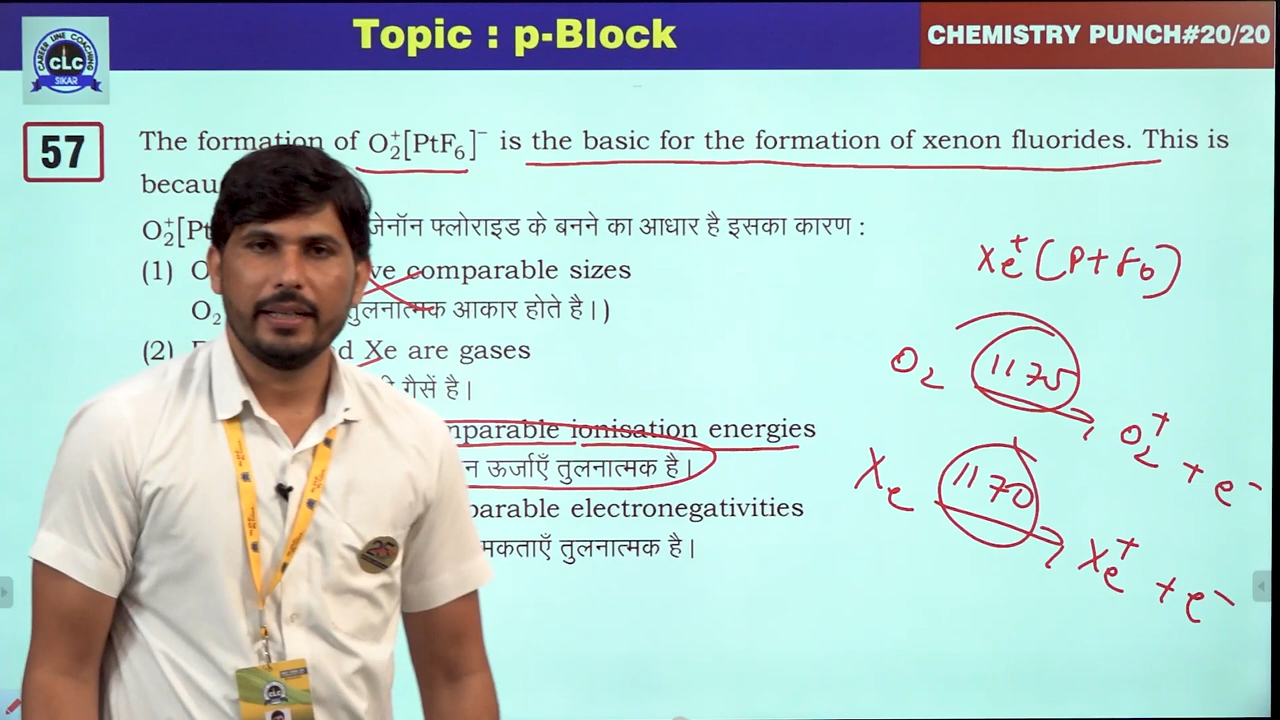 Topic : p-Block
CHEMISTRY PUNCH#20/20
CAREER LINE COACHING
CLC
SIKAR
57
The formation of O₂⁺[PtF₆]⁻ is the basic for the formation of xenon fluorides. This is
becau
O₂⁺[Pt जेनॉन फ्लोराइड के बनने का आधार है इसका कारण :
(1) O ve comparable sizes
O₂ तुलनात्मक आकार होते है।)
(2) d Xe are gases
गैसें है।
mparable ionisation energies
न ऊर्जाएँ तुलनात्मक है।
parable electronegativities
मकताएँ तुलनात्मक है।
Xe⁺(PtF₆)
O₂ 1175 O₂⁺ + e⁻
Xe 1170 Xe⁺ + e⁻
25
CLC